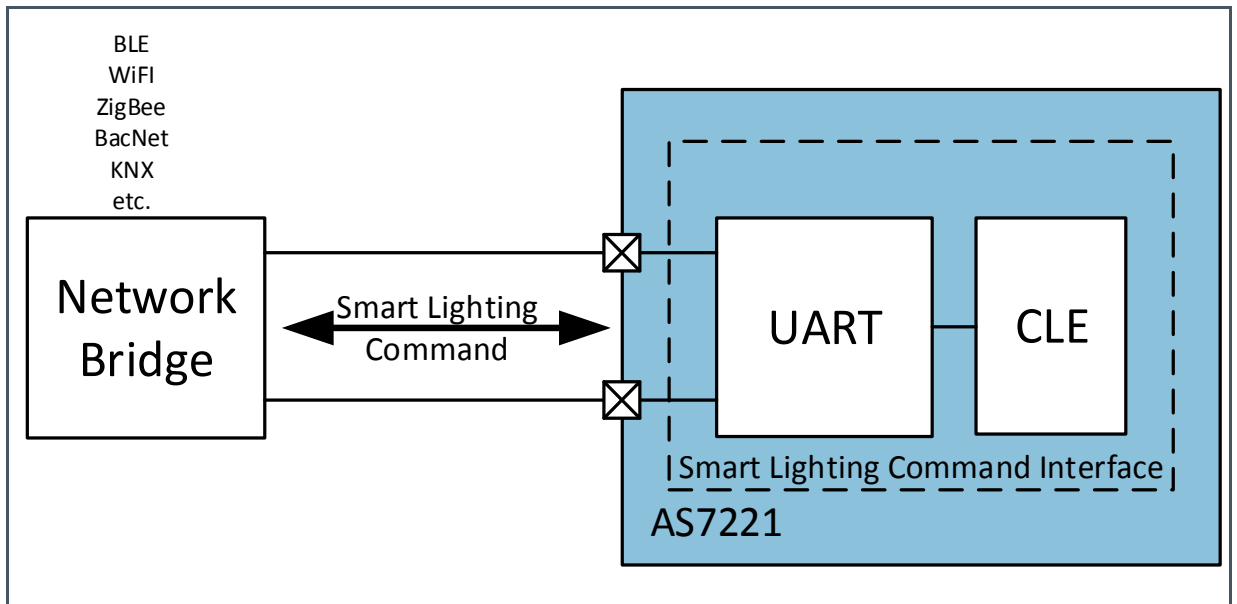 BLE
WiFI
ZigBee
BacNet
KNX
etc.
Network
Bridge
Smart Lighting
Command
UART
CLE
Smart Lighting Command Interface
AS7221